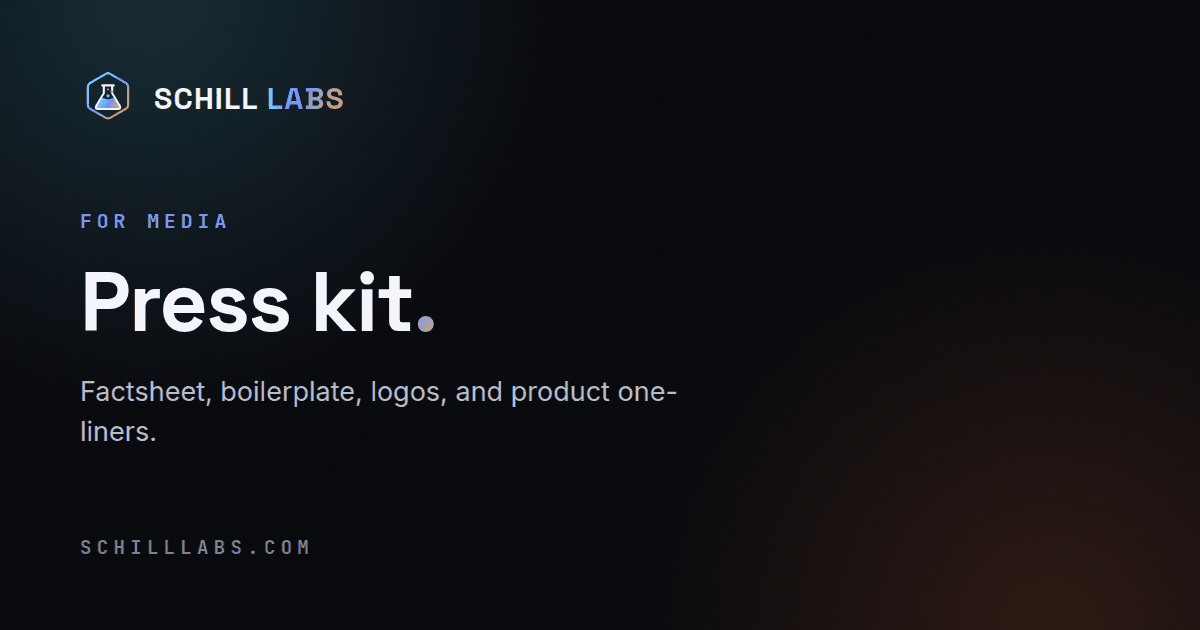 SCHILL LABS
FOR MEDIA
Press kit.
Factsheet, boilerplate, logos, and product one-
liners.
SCHILLLABS.COM